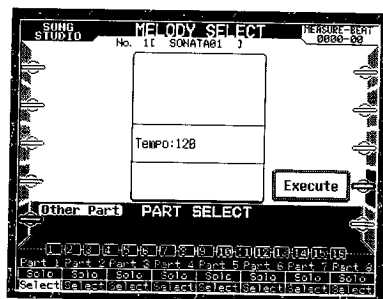 SONG STUDIO
MELODY SELECT
MEASURE-BEAT
0000-00
No. 1[ SONATA01 ]
Tempo:120
Execute
Other Part
PART SELECT
1 2 3 4 5 6 7 8 9 10 11 12 13 14 15 16
Part 1 Part 2 Part 3 Part 4 Part 5 Part 6 Part 7 Part 8
Solo Solo Solo Solo Solo Solo Solo Solo
Select Select Select Select Select Select Select Select